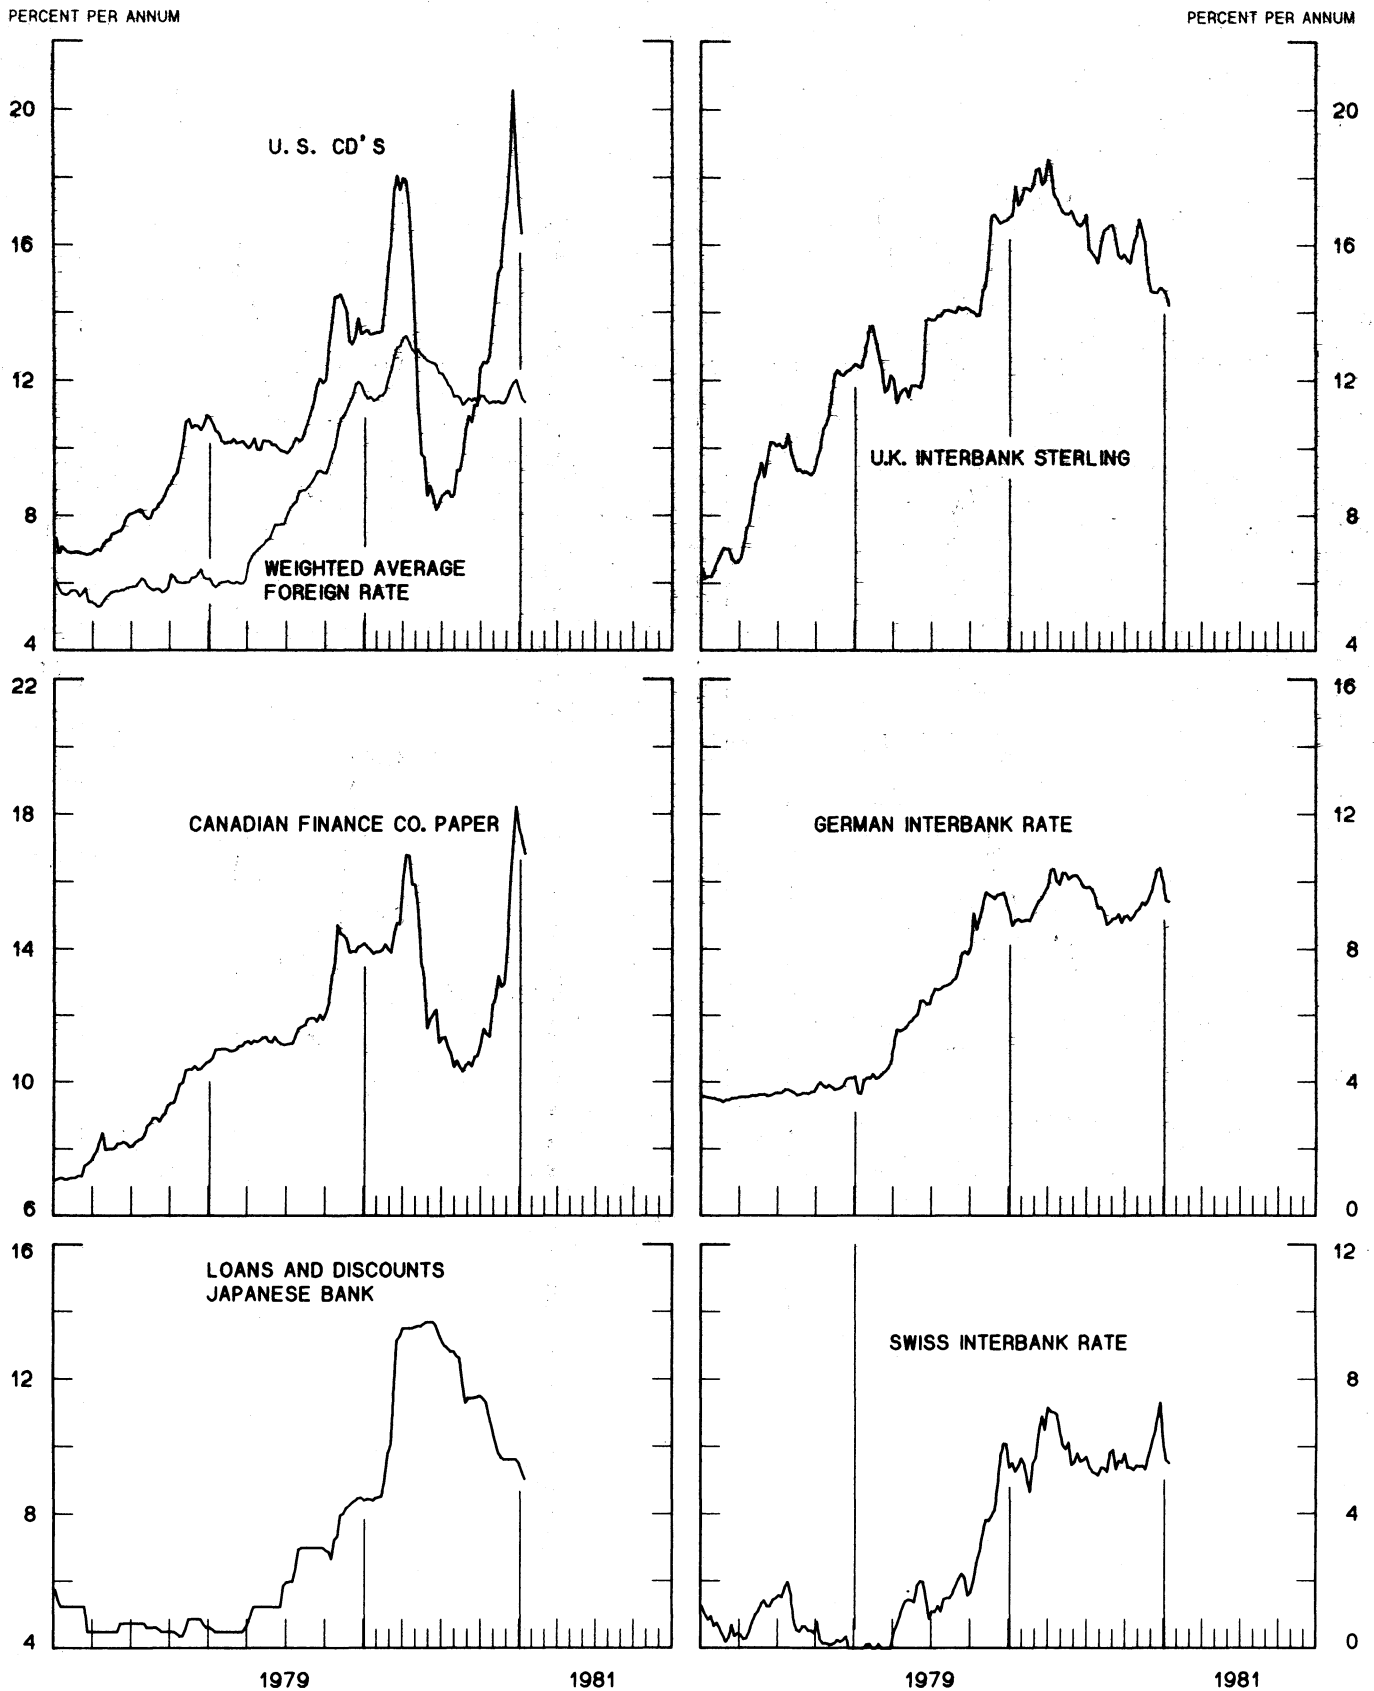 PERCENT PER ANNUM
PERCENT PER ANNUM
20
16
12
8
4
U.S. CD'S
WEIGHTED AVERAGE
FOREIGN RATE
20
16
12
8
4
U.K. INTERBANK STERLING
22
18
14
10
6
CANADIAN FINANCE CO. PAPER
16
12
8
4
0
GERMAN INTERBANK RATE
16
12
8
4
LOANS AND DISCOUNTS
JAPANESE BANK
1979
1981
12
8
4
0
SWISS INTERBANK RATE
1979
1981